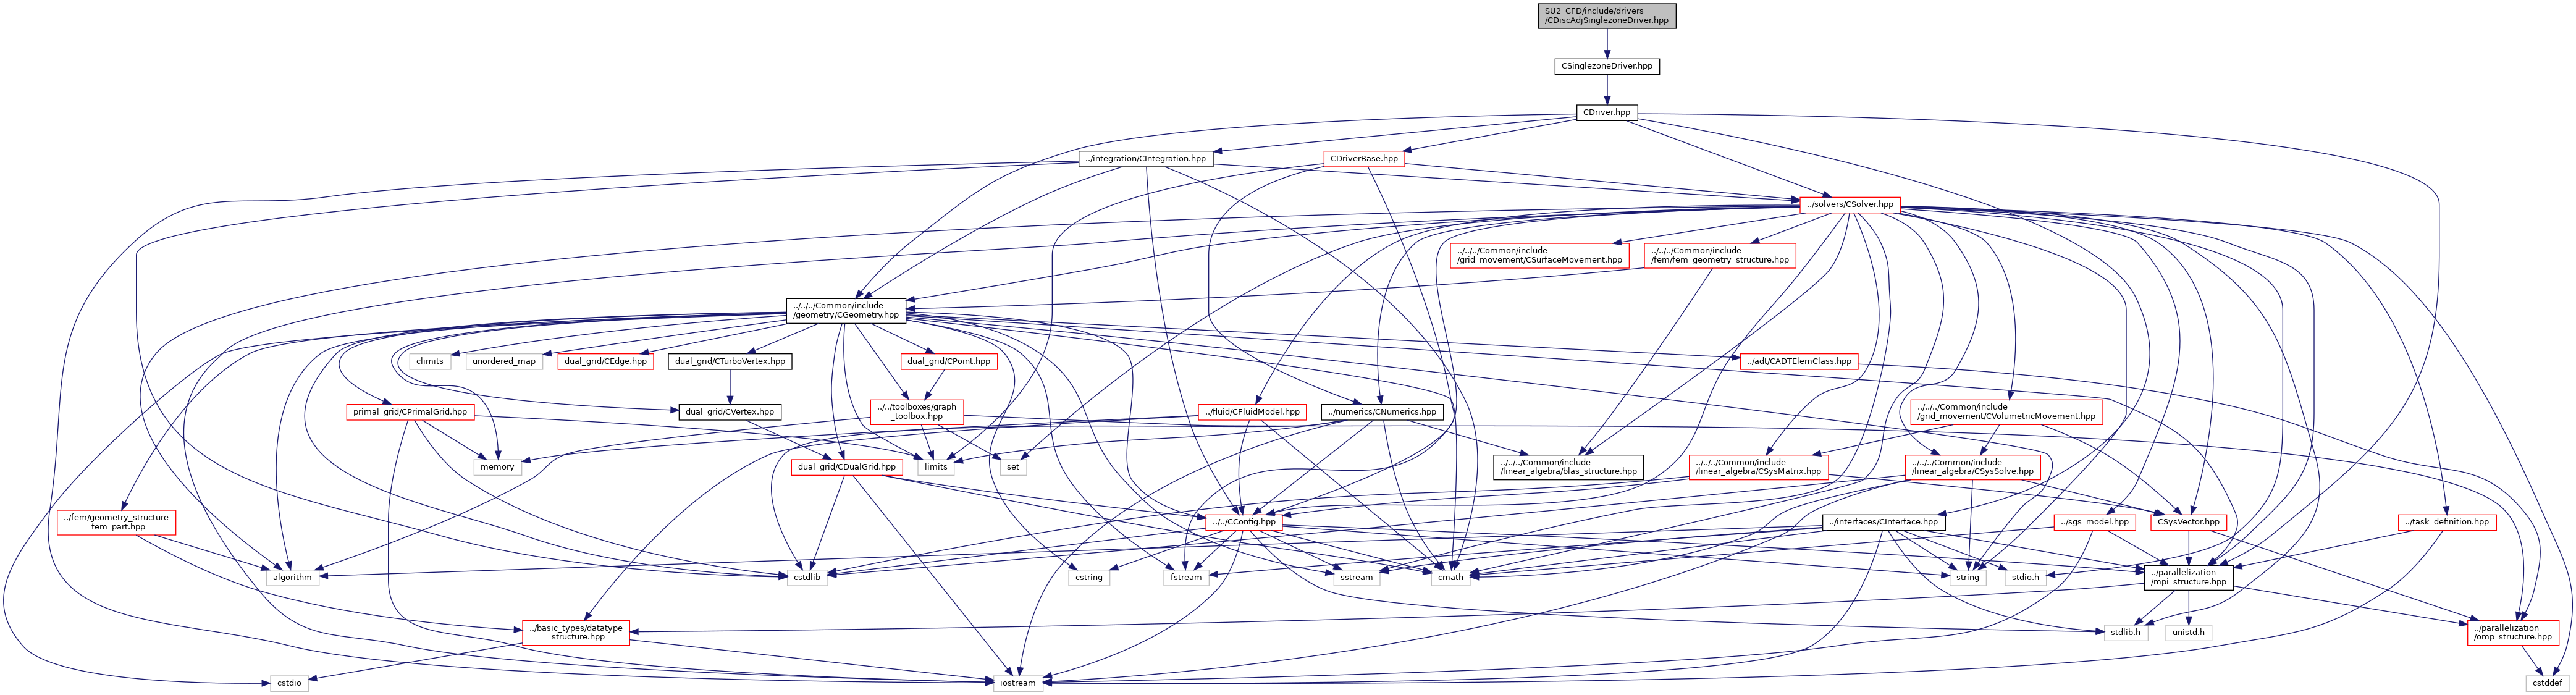 SU2_CFD/include/drivers
/CDiscAdjSinglezoneDriver.hpp
CSinglezoneDriver.hpp
CDriver.hpp
../integration/CIntegration.hpp
CDriverBase.hpp
../solvers/CSolver.hpp
../../../Common/include
/grid_movement/CSurfaceMovement.hpp
../../../Common/include
/fem/fem_geometry_structure.hpp
../../../Common/include
/geometry/CGeometry.hpp
climits
unordered_map
dual_grid/CEdge.hpp
dual_grid/CTurboVertex.hpp
dual_grid/CPoint.hpp
../adt/CADTElemClass.hpp
primal_grid/CPrimalGrid.hpp
dual_grid/CVertex.hpp
../../toolboxes/graph
_toolbox.hpp
../fluid/CFluidModel.hpp
../numerics/CNumerics.hpp
../../../Common/include
/grid_movement/CVolumetricMovement.hpp
memory
dual_grid/CDualGrid.hpp
limits
set
../../../Common/include
/linear_algebra/blas_structure.hpp
../../../Common/include
/linear_algebra/CSysMatrix.hpp
../../../Common/include
/linear_algebra/CSysSolve.hpp
../fem/geometry_structure
_fem_part.hpp
../../CConfig.hpp
../interfaces/CInterface.hpp
../sgs_model.hpp
CSysVector.hpp
../task_definition.hpp
algorithm
cstdlib
cstring
fstream
sstream
cmath
string
stdio.h
../parallelization
/mpi_structure.hpp
../basic_types/datatype
_structure.hpp
stdlib.h
unistd.h
../parallelization
/omp_structure.hpp
cstdio
iostream
cstddef